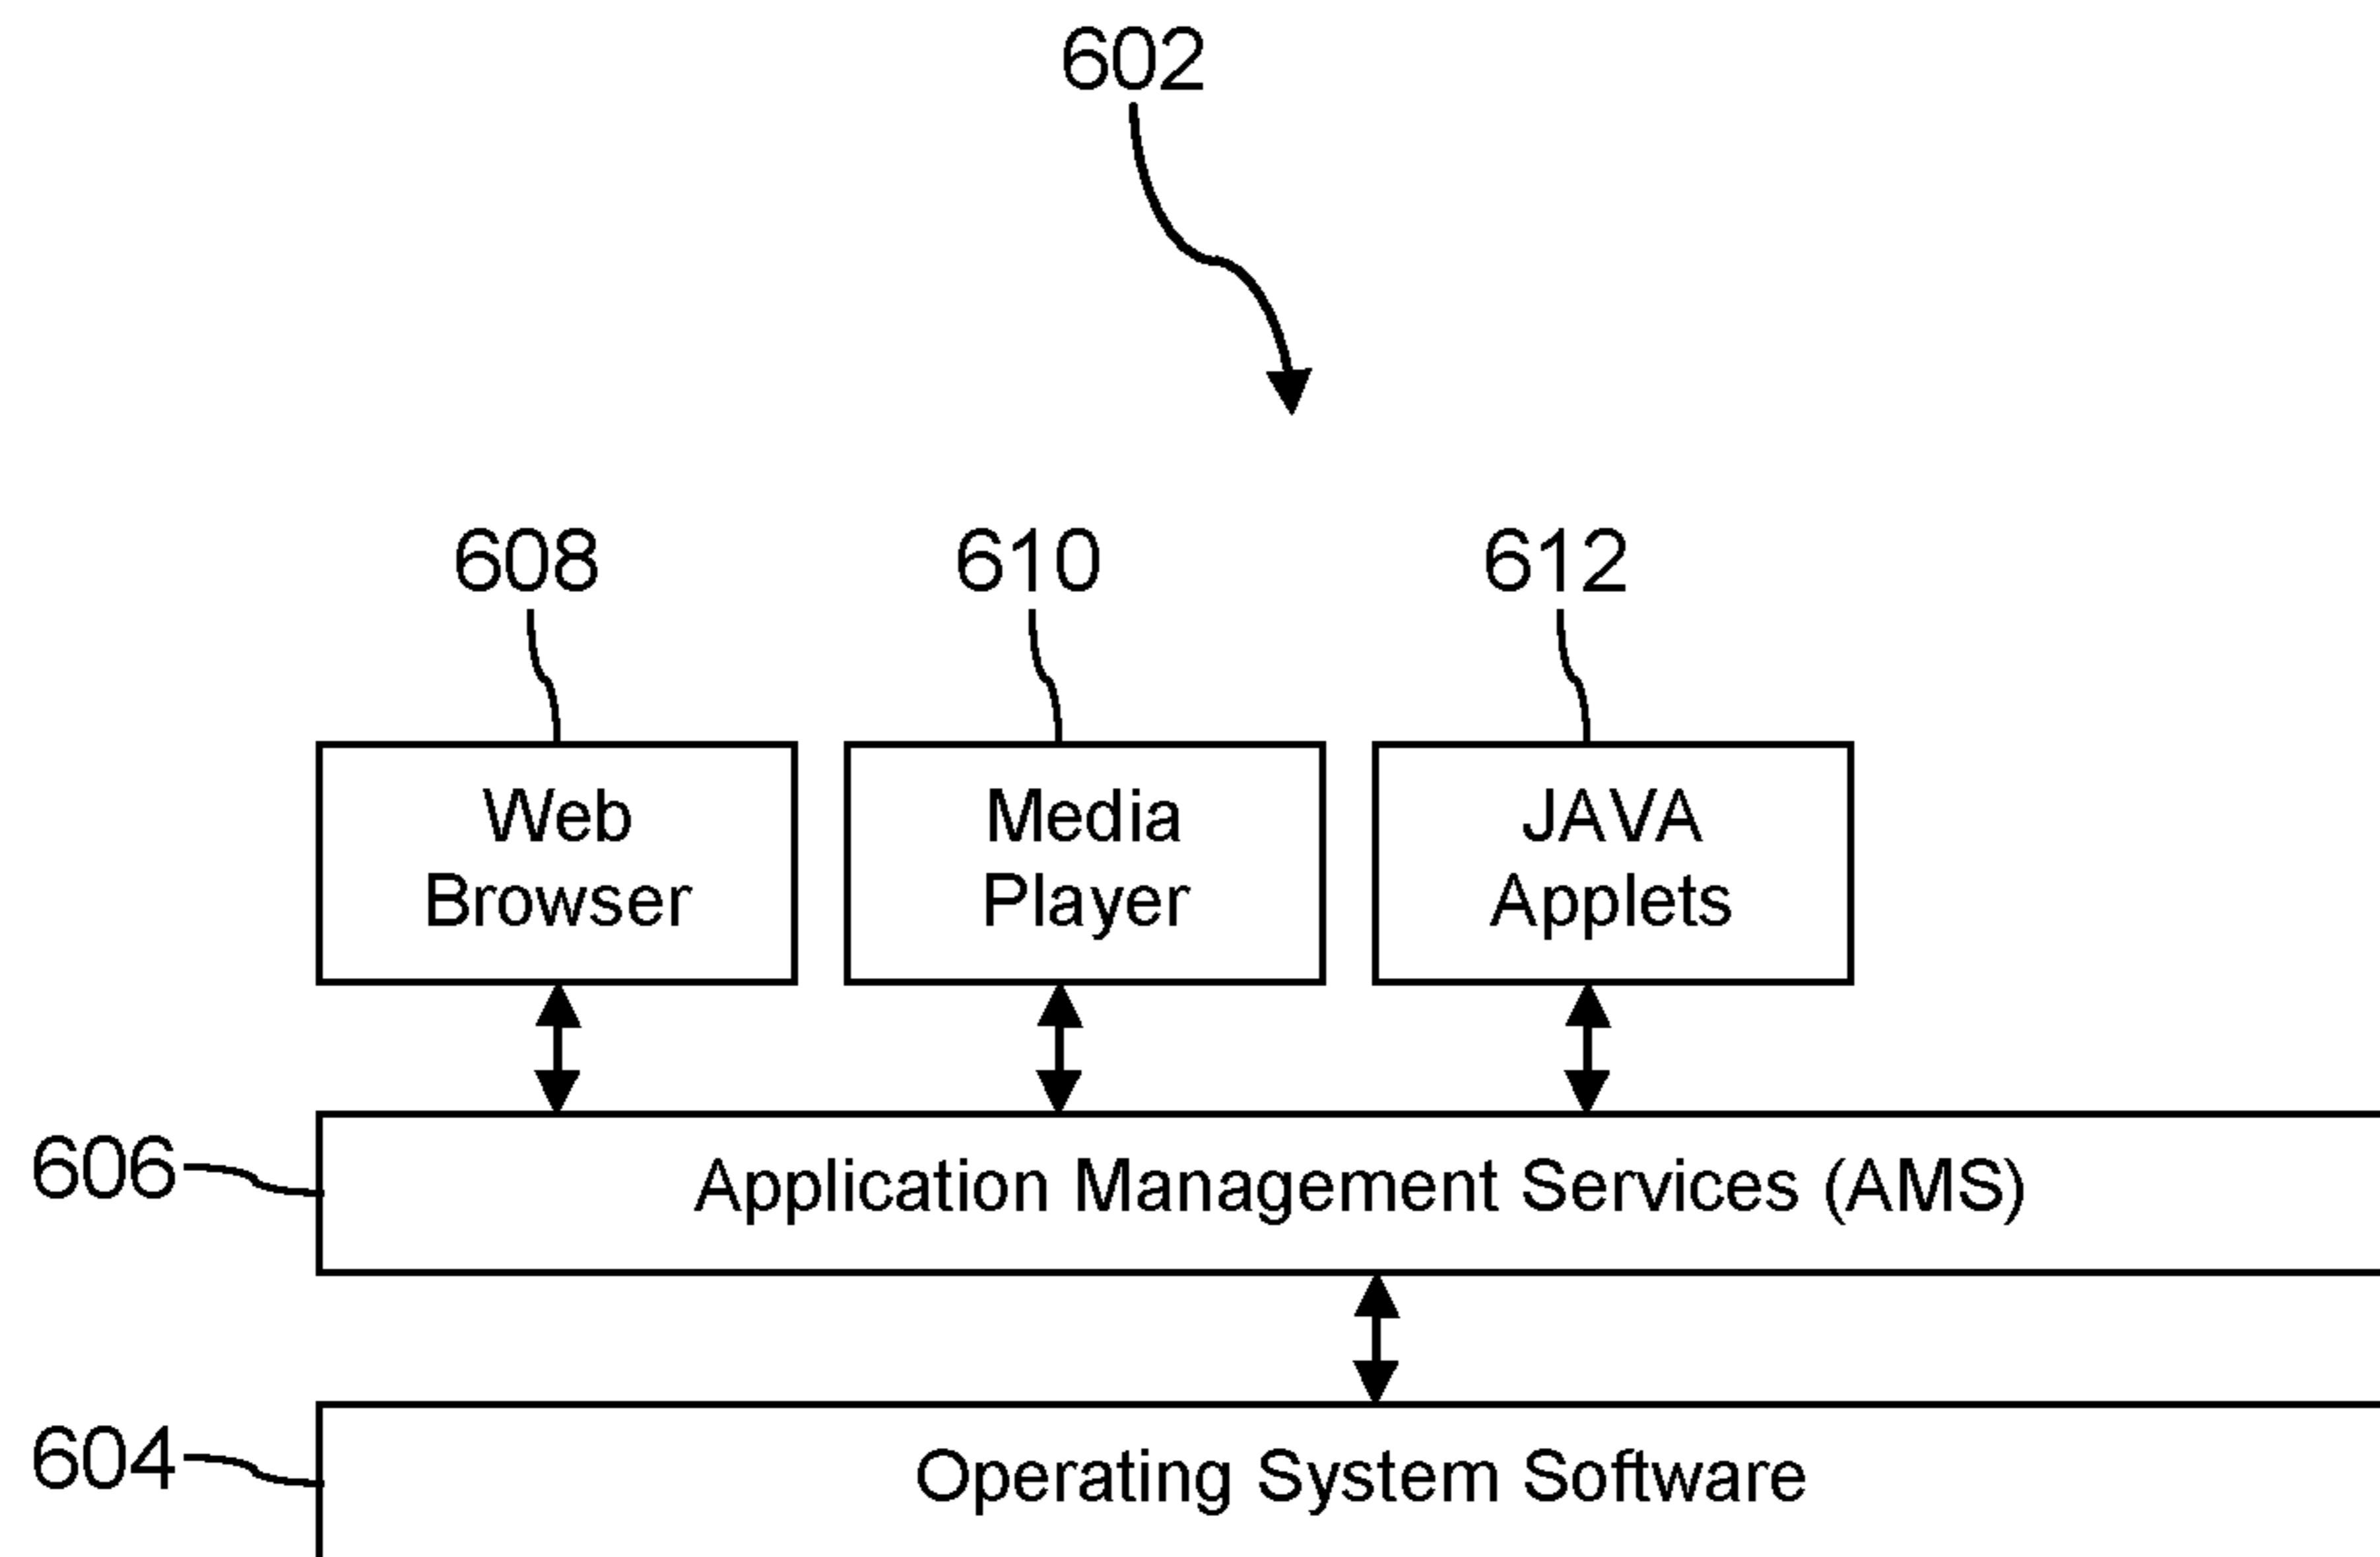 602
608
610
612
Web
Browser
Media
Player
JAVA
Applets
606
Application Management Services (AMS)
604
Operating System Software